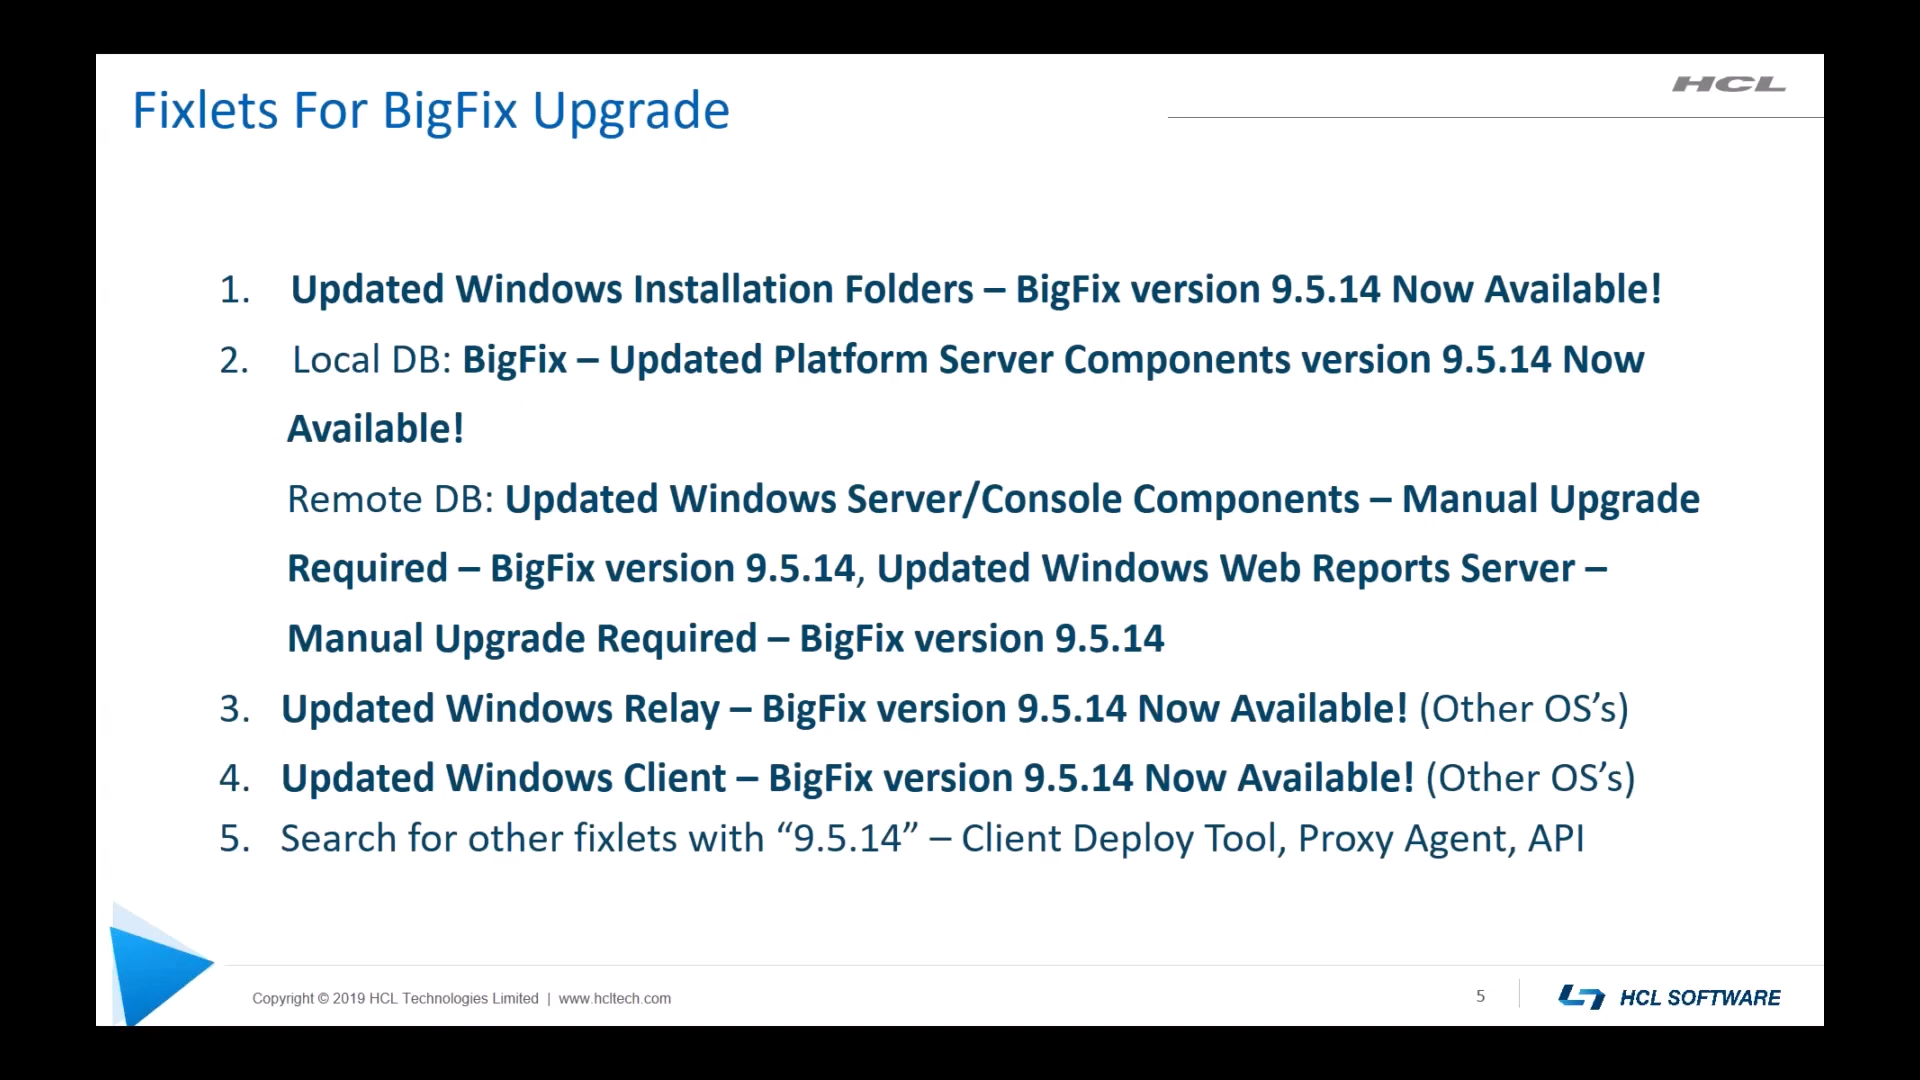 HCL
Fixlets For BigFix Upgrade
1. Updated Windows Installation Folders – BigFix version 9.5.14 Now Available!
2. Local DB: BigFix – Updated Platform Server Components version 9.5.14 Now
Available!
Remote DB: Updated Windows Server/Console Components – Manual Upgrade
Required – BigFix version 9.5.14, Updated Windows Web Reports Server –
Manual Upgrade Required – BigFix version 9.5.14
3. Updated Windows Relay – BigFix version 9.5.14 Now Available! (Other OS’s)
4. Updated Windows Client – BigFix version 9.5.14 Now Available! (Other OS’s)
5. Search for other fixlets with “9.5.14” – Client Deploy Tool, Proxy Agent, API
Copyright © 2019 HCL Technologies Limited | www.hcltech.com
5
HCL SOFTWARE